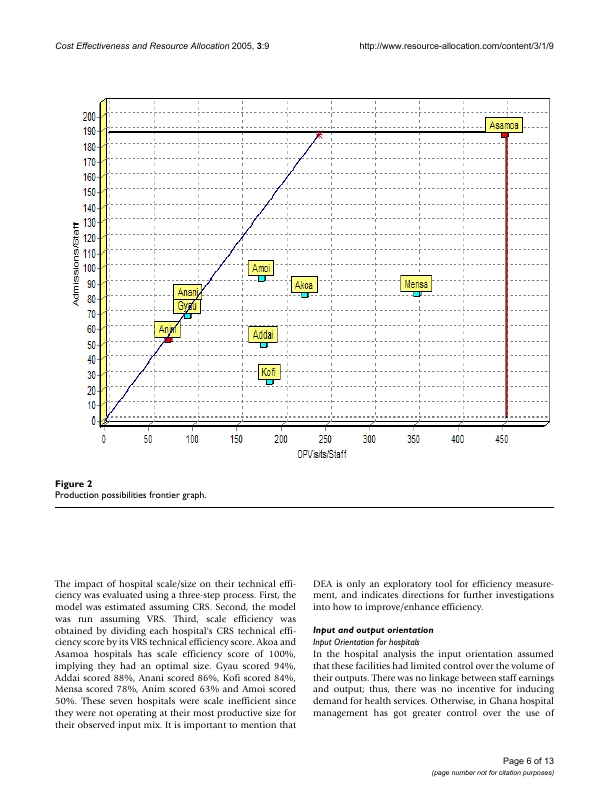 Cost Effectiveness and Resource Allocation 2005, 3:9
http://www.resource-allocation.com/content/3/1/9
200
190
180
170
160
150
140
130
120
110
100
90
80
70
60
50
40
30
20
10
0
Admissions/Staff
Asamoa
Amoi
Akoa
Mensa
Anani
Gyau
Anim
Addai
Kofi
0 50 100 150 200 250 300 350 400 450
OPVisits/Staff
Figure 2
Production possibilities frontier graph.
The impact of hospital scale/size on their technical effi-
ciency was evaluated using a three-step process. First, the
model was estimated assuming CRS. Second, the model
was run assuming VRS. Third, scale efficiency was
obtained by dividing each hospital's CRS technical effi-
ciency score by its VRS technical efficiency score. Akoa and
Asamoa hospitals has scale efficiency score of 100%,
implying they had an optimal size. Gyau scored 94%,
Addai scored 88%, Anani scored 86%, Kofi scored 84%,
Mensa scored 78%, Anim scored 63% and Amoi scored
50%. These seven hospitals were scale inefficient since
they were not operating at their most productive size for
their observed input mix. It is important to mention that
DEA is only an exploratory tool for efficiency measure-
ment, and indicates directions for further investigations
into how to improve/enhance efficiency.
Input and output orientation
Input Orientation for hospitals
In the hospital analysis the input orientation assumed
that these facilities had limited control over the volume of
their outputs. There was no linkage between staff earnings
and output; thus, there was no incentive for inducing
demand for health services. Otherwise, in Ghana hospital
management has got greater control over the use of
Page 6 of 13
(page number not for citation purposes)